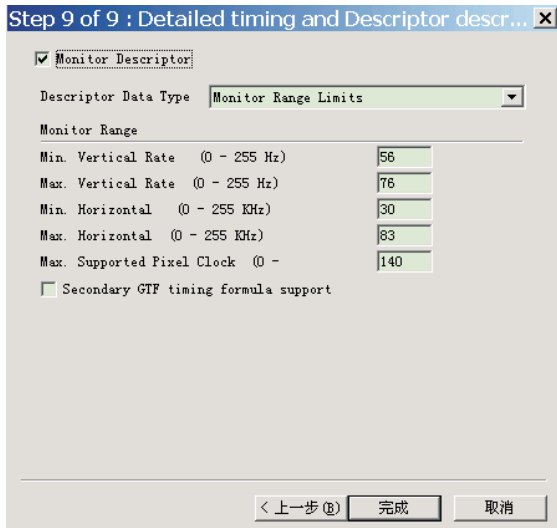 Step 9 of 9 : Detailed timing and Descriptor descr...
Monitor Descriptor
Descriptor Data Type Monitor Range Limits
Monitor Range
Min. Vertical Rate (0 - 255 Hz) 56
Max. Vertical Rate (0 - 255 Hz) 76
Min. Horizontal (0 - 255 KHz) 30
Max. Horizontal (0 - 255 KHz) 83
Max. Supported Pixel Clock (0 - 140
Secondary GTF timing formula support
< 上一步(B) 完成 取消